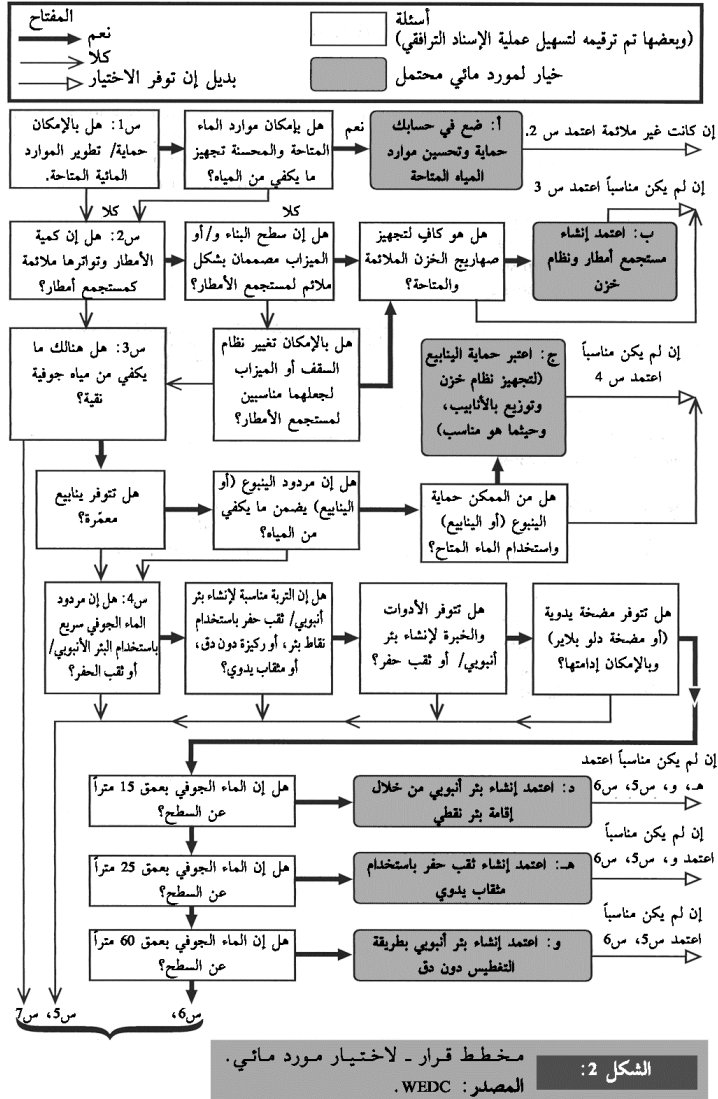 المفتاح
نعم
كلا
بديل إن توفر الاختيار
أسئلة
(وبعضها تم ترقيمه لتسهيل عملية الإسناد الترافقي)
خيار لمورد مائي محتمل
س1: هل بالإمكان
حماية/ تطوير الموارد
المائية المتاحة.
هل بإمكان موارد الماء
المتاحة والمحسنة تجهيز
ما يكفي من المياه؟
نعم
أ: ضع في حسابك
حماية وتحسين موارد
المياه المتاحة
إن كانت غير ملائمة اعتمد س 2.
كلا
كلا
س2: هل إن كمية
الأمطار وتواترها ملائمة
كمستجمع أمطار؟
هل إن سطح البناء و/أو
الميزاب مصممان بشكل
ملائم لمستجمع الأمطار؟
هل هو كافٍ لتجهيز
صهاريج الخزن الملائمة
والمتاحة؟
ب: اعتمد إنشاء
مستجمع أمطار ونظام
خزن
إن لم يكن مناسباً اعتمد س 3
س3: هل هنالك ما
يكفي من مياه جوفية
نقية؟
هل بالإمكان تغيير نظام
السقف أو الميزاب
لجعلهما مناسبين
لمستجمع الأمطار؟
ج: اعتبر حماية الينابيع
(لتجهيز نظام خزن
وتوزيع بالأنابيب،
وحيثما هو مناسب)
إن لم يكن مناسباً
اعتمد س 4
هل تتوفر ينابيع
معمّرة؟
هل إن مردود الينبوع (أو
الينابيع) يضمن ما يكفي
من المياه؟
هل من الممكن حماية
الينبوع (أو الينابيع)
واستخدام الماء المتاح؟
س4: هل إن مردود
الماء الجوفي سريع
باستخدام البئر الأنبوبي/
أو ثقب الحفر؟
هل إن التربة مناسبة لإنشاء بئر
أنبوبي/ ثقب حفر باستخدام
نقاط بئر، أو ركيزة دون دق،
أو مثقاب يدوي؟
هل تتوفر الأدوات
والخبرة لإنشاء بئر
أنبوبي/ أو ثقب حفر؟
هل تتوفر مضخة يدوية
(أو مضخة دلو بلاير)
وبالإمكان إدامتها؟
هل إن الماء الجوفي بعمق 15 متراً
عن السطح؟
د: اعتمد إنشاء بئر أنبوبي من خلال
إقامة بئر نقطي
إن لم يكن مناسباً اعتمد
هـ، و، س5، س6
هل إن الماء الجوفي بعمق 25 متراً
عن السطح؟
هـ: اعتمد إنشاء ثقب حفر باستخدام
مثقاب يدوي
إن لم يكن مناسباً
اعتمد و، س5، س6
هل إن الماء الجوفي بعمق 60 متراً
عن السطح؟
و: اعتمد إنشاء بئر أنبوبي بطريقة
التغطيس دون دق
إن لم يكن مناسباً
اعتمد س5، س6
س6، س5، س7
الشكل 2:
مخطط قرار ـ لاختيار مورد مائي.
المصدر: WEDC.